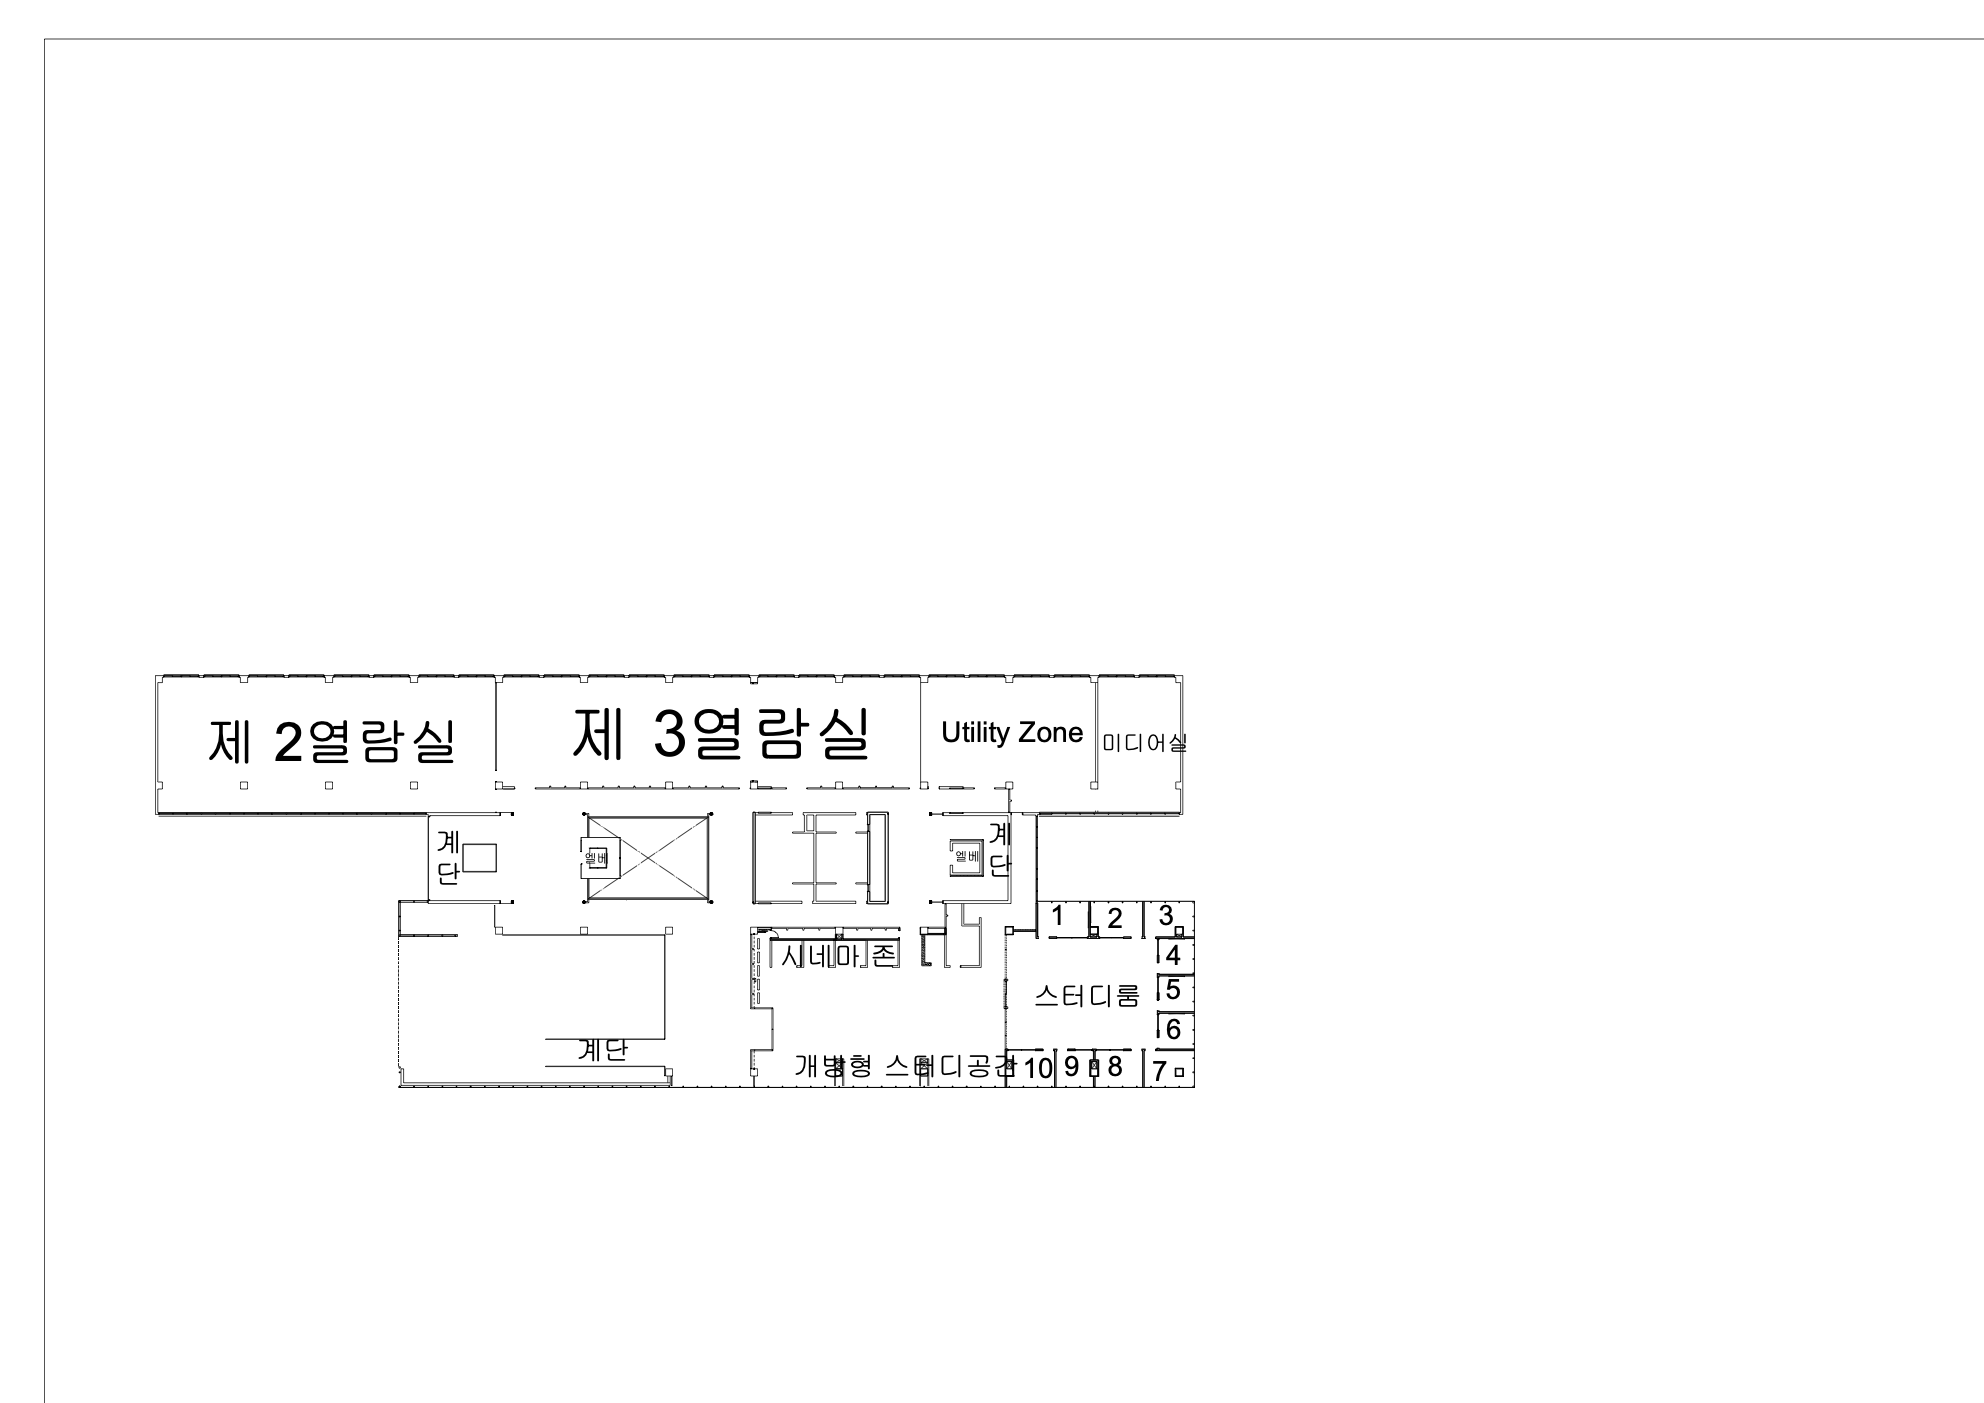 제 2열람실
제 3열람실
Utility Zone
미디어실
계
단
엘베
엘베
계
단
1
2
3
시네마 존
4
스터디룸
5
6
계단
개방형 스터디공간
10
9
8
7